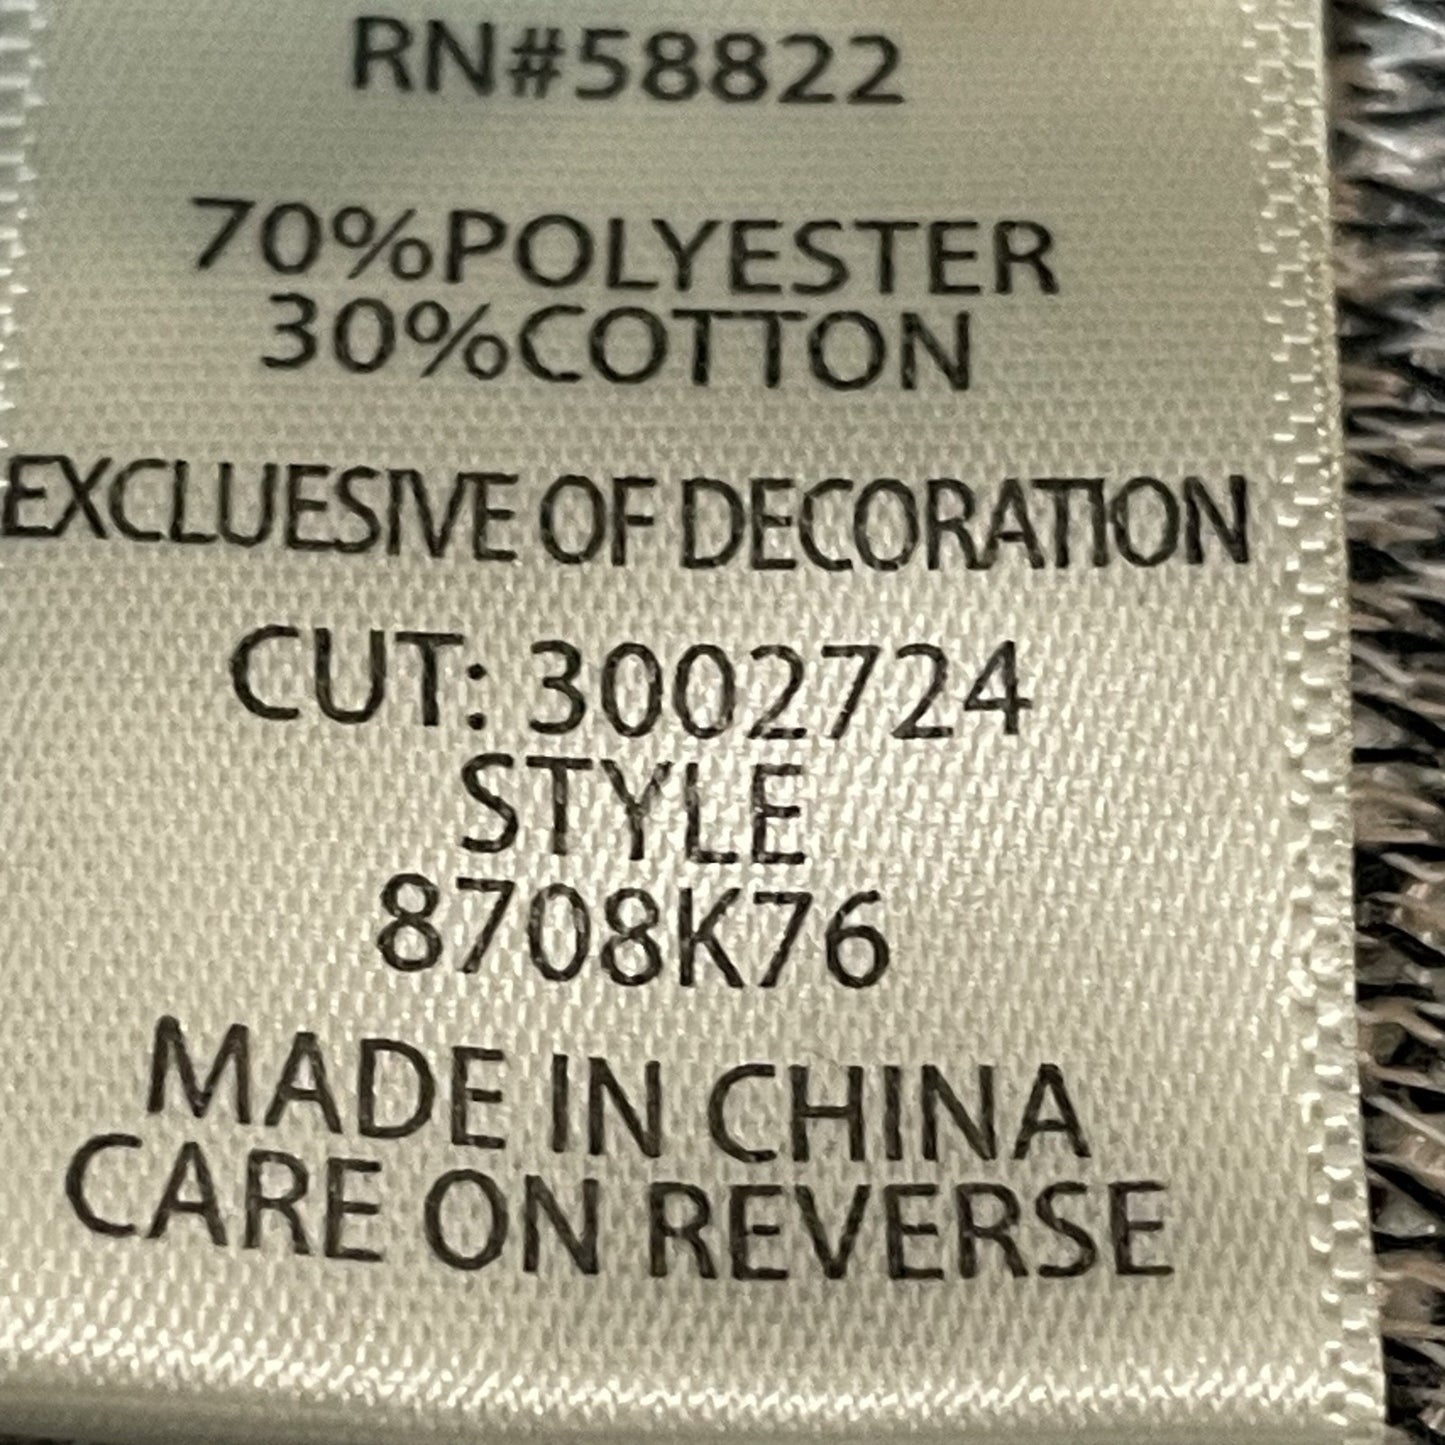 RN#58822
70%POLYESTER
30%COTTON
EXCLUESIVE OF DECORATION
CUT: 3002724
STYLE
8708K76
MADE IN CHINA
CARE ON REVERSE